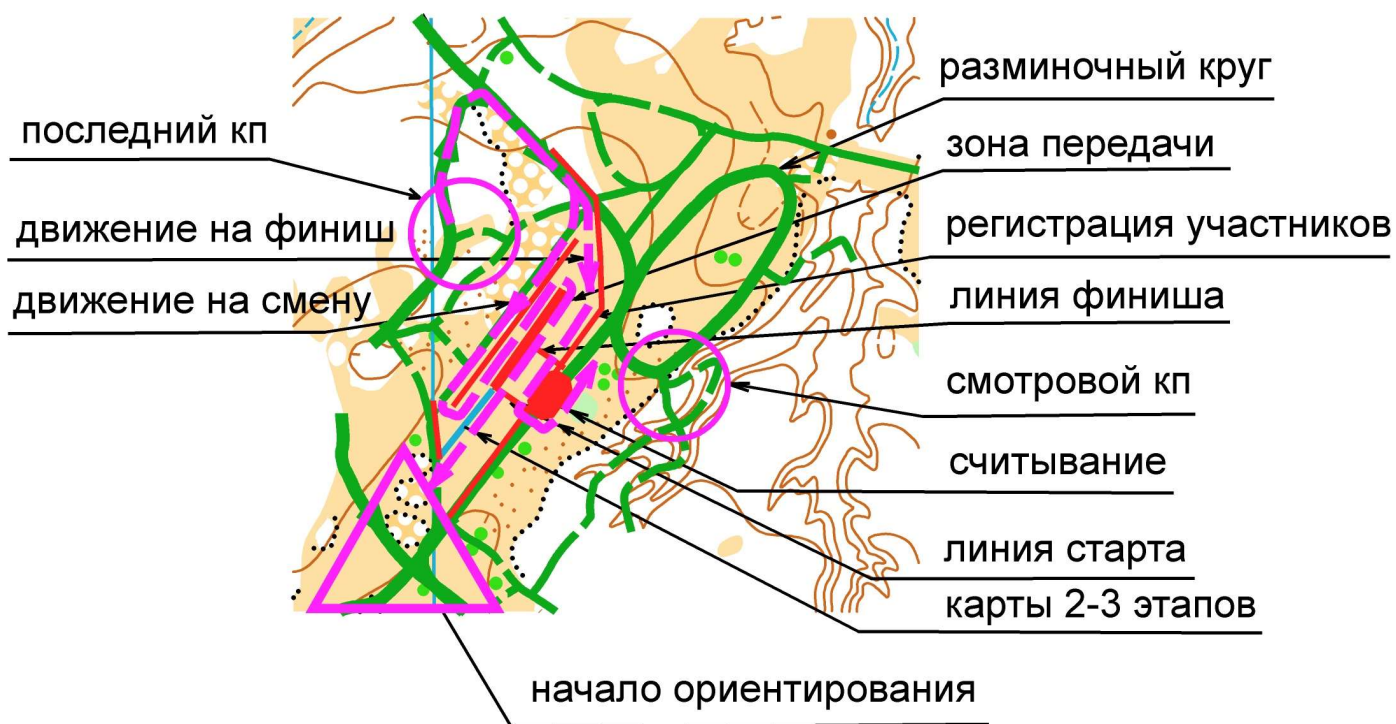 последний кп
движение на финиш
движение на смену
разминочный круг
зона передачи
регистрация участников
линия финиша
смотровой кп
считывание
линия старта
карты 2-3 этапов
начало ориентирования